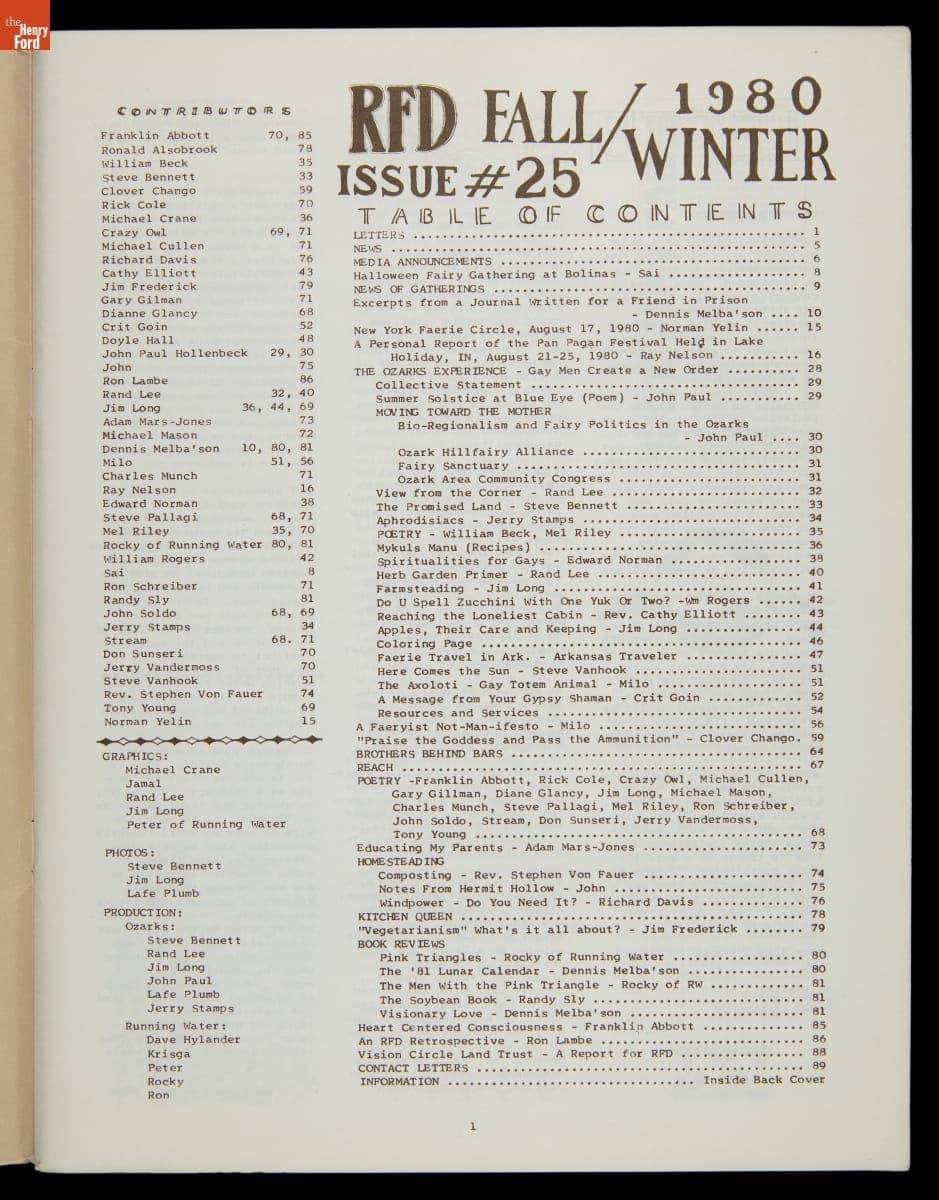 the
Henry
Ford
CONTRIBUTORS
Franklin Abbott 70, 85
Ronald Alsobrook 78
William Beck 35
Steve Bennett 33
Clover Chango 59
Rick Cole 70
Michael Crane 36
Crazy Owl 69, 71
Michael Cullen 71
Richard Davis 76
Cathy Elliott 43
Jim Frederick 79
Gary Gilman 71
Dianne Glancy 68
Crit Goin 52
Doyle Hall 48
John Paul Hollenbeck 29, 30
John 75
Ron Lambe 86
Rand Lee 32, 40
Jim Long 36, 44, 69
Adam Mars-Jones 73
Michael Mason 72
Dennis Melba'son 10, 80, 81
Milo 51, 56
Charles Munch 71
Ray Nelson 16
Edward Norman 38
Steve Pallagi 68, 71
Mel Riley 35, 70
Rocky of Running Water 80, 81
William Rogers 42
Sai 8
Ron Schreiber 71
Randy Sly 81
John Soldo 68, 69
Jerry Stamps 34
Stream 68. 71
Don Sunseri 70
Jerry Vandermoss 70
Steve Vanhook 51
Rev. Stephen Von Fauer 74
Tony Young 69
Norman Yelin 15
GRAPHICS:
Michael Crane
Jamal
Rand Lee
Jim Long
Peter of Running Water
PHOTOS:
Steve Bennett
Jim Long
Lafe Plumb
PRODUCTION:
Ozarks:
Steve Bennett
Rand Lee
Jim Long
John Paul
Lafe Plumb
Jerry Stamps
Running Water:
Dave Hylander
Krisga
Peter
Rocky
Ron
RFD FALL/WINTER 1980
ISSUE #25
TABLE OF CONTENTS
LETTERS ........ 1
NEWS ........ 5
MEDIA ANNOUNCEMENTS ........ 6
Halloween Fairy Gathering at Bolinas - Sai ........ 8
NEWS OF GATHERINGS ........ 9
Excerpts from a Journal Written for a Friend in Prison
- Dennis Melba'son .... 10
New York Faerie Circle, August 17, 1980 - Norman Yelin ...... 15
A Personal Report of the Pan Pagan Festival Held in Lake
Holiday, IN, August 21-25, 1980 - Ray Nelson ........... 16
THE OZARKS EXPERIENCE - Gay Men Create a New Order .......... 28
Collective Statement ........ 29
Summer Solstice at Blue Eye (Poem) - John Paul ........... 29
MOVING TOWARD THE MOTHER
Bio-Regionalism and Fairy Politics in the Ozarks
- John Paul .... 30
Ozark Hillfairy Alliance ........ 30
Fairy Sanctuary ........ 31
Ozark Area Community Congress ........ 31
View from the Corner - Rand Lee ........ 32
The Promised Land - Steve Bennett ........ 33
Aphrodisiacs - Jerry Stamps ........ 34
POETRY - William Beck, Mel Riley ........ 35
Mykuls Manu (Recipes) ........ 36
Spiritualities for Gays - Edward Norman ........ 38
Herb Garden Primer - Rand Lee ........ 40
Farmsteading - Jim Long ........ 41
Do U Spell Zucchini With One Yuk Or Two? -Wm Rogers ...... 42
Reaching the Loneliest Cabin - Rev. Cathy Elliott ........ 43
Apples, Their Care and Keeping - Jim Long ........ 44
Coloring Page ........ 46
Faerie Travel in Ark. - Arkansas Traveler ........ 47
Here Comes the Sun - Steve Vanhook ........ 51
The Axoloti - Gay Totem Animal - Milo ........ 51
A Message from Your Gypsy Shaman - Crit Goin ........ 52
Resources and Services ........ 54
A Faeryist Not-Man-ifesto - Milo ........ 56
"Praise the Goddess and Pass the Ammunition" - Clover Chango. 59
BROTHERS BEHIND BARS ........ 64
REACH ........ 67
POETRY -Franklin Abbott, Rick Cole, Crazy Owl, Michael Cullen,
Gary Gillman, Diane Glancy, Jim Long, Michael Mason,
Charles Munch, Steve Pallagi, Mel Riley, Ron Schreiber,
John Soldo, Stream, Don Sunseri, Jerry Vandermoss,
Tony Young ........ 68
Educating My Parents - Adam Mars-Jones ........ 73
HOMESTEADING
Composting - Rev. Stephen Von Fauer ........ 74
Notes From Hermit Hollow - John ........ 75
Windpower - Do You Need It? - Richard Davis ........ 76
KITCHEN QUEEN ........ 78
"Vegetarianism" What's it all about? - Jim Frederick ........ 79
BOOK REVIEWS
Pink Triangles - Rocky of Running Water ........ 80
The '81 Lunar Calendar - Dennis Melba'son ........ 80
The Men With the Pink Triangle - Rocky of RW ........ 81
The Soybean Book - Randy Sly ........ 81
Visionary Love - Dennis Melba'son ........ 81
Heart Centered Consciousness - Franklin Abbott ........ 85
An RFD Retrospective - Ron Lambe ........ 86
Vision Circle Land Trust - A Report for RFD ........ 88
CONTACT LETTERS ........ 89
INFORMATION ........ Inside Back Cover
1